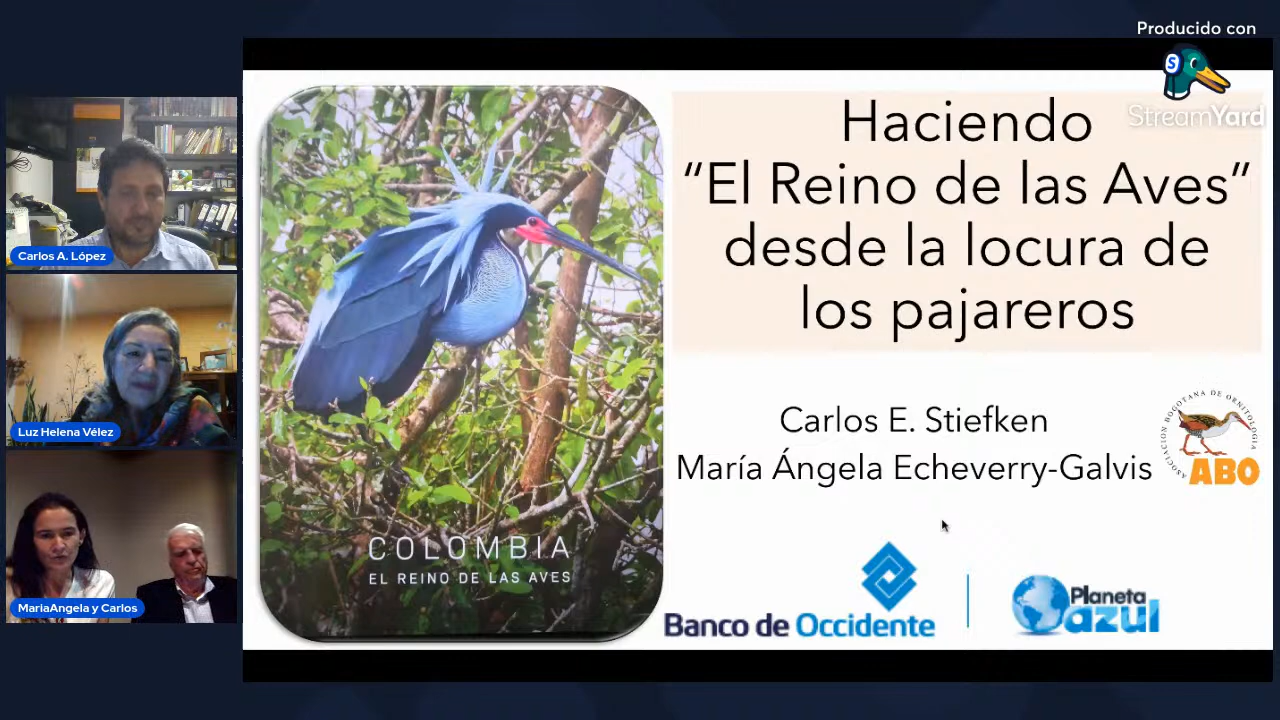 Producido con
StreamYard
Carlos A. López
Luz Helena Vélez
MariaAngela y Carlos
COLOMBIA
EL REINO DE LAS AVES
Haciendo
“El Reino de las Aves”
desde la locura de
los pajareros
Carlos E. Stiefken
María Ángela Echeverry-Galvis
ASOCIACION BOGOTANA DE ORNITOLOGIA
ABO
Banco de Occidente
Planeta
azul